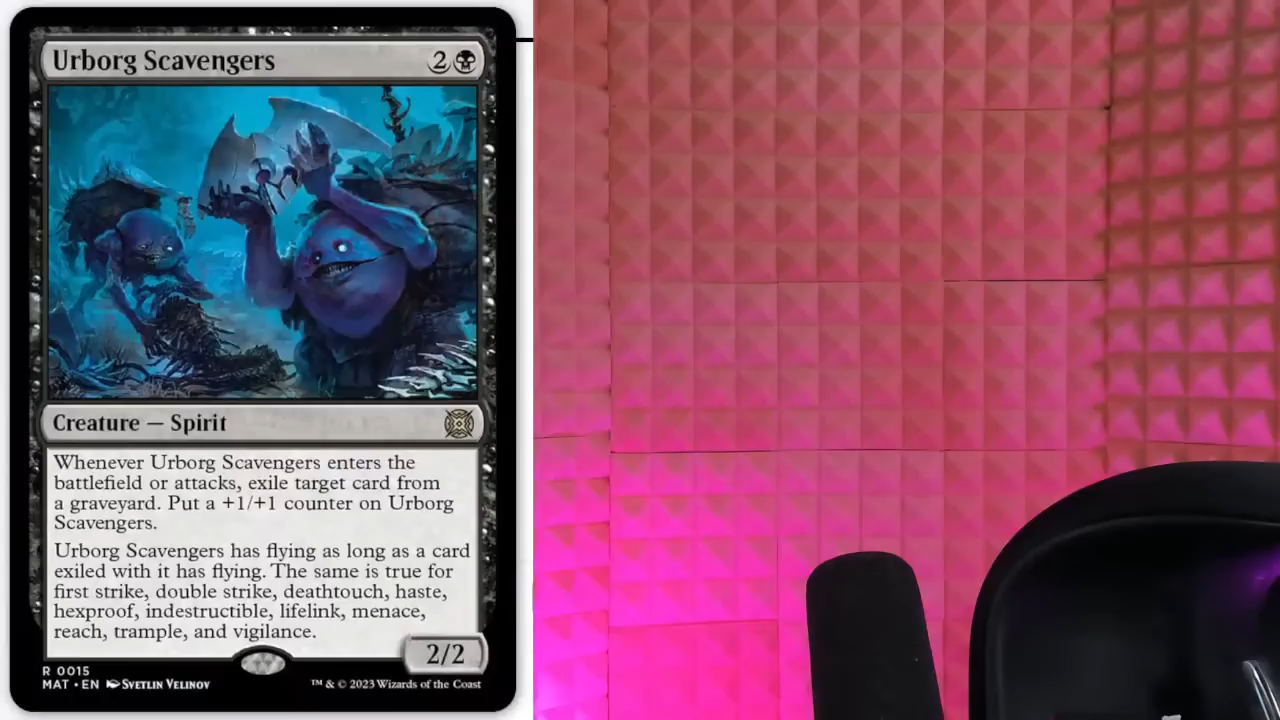 Urborg Scavengers 2
Creature — Spirit
Whenever Urborg Scavengers enters the
battlefield or attacks, exile target card from
a graveyard. Put a +1/+1 counter on Urborg
Scavengers.
Urborg Scavengers has flying as long as a card
exiled with it has flying. The same is true for
first strike, double strike, deathtouch, haste,
hexproof, indestructible, lifelink, menace,
reach, trample, and vigilance.
2/2
R 0015
MAT • EN Svetlin Velinov
™ & © 2023 Wizards of the Coast